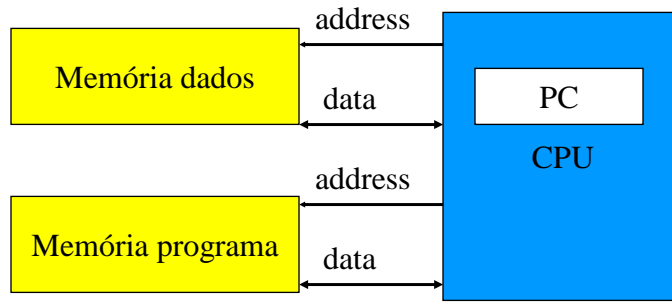 address
Memória dados
data
PC
CPU
address
Memória programa
data